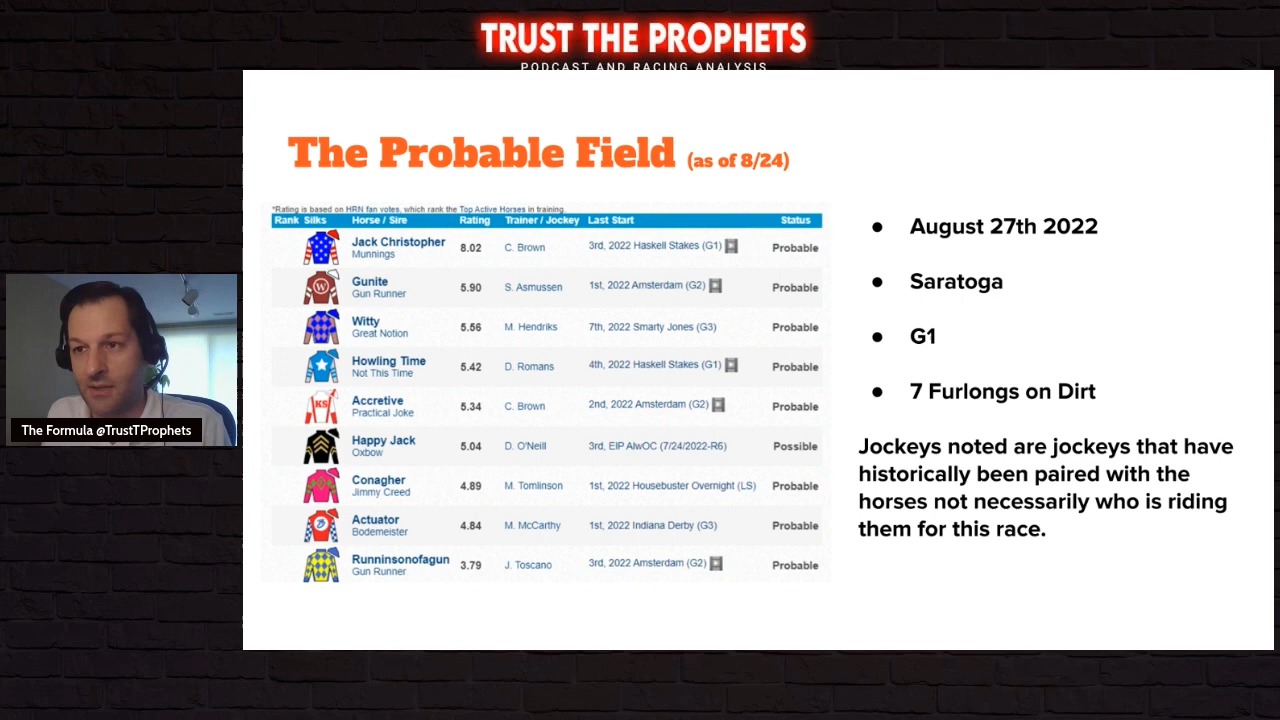 TRUST THE PROPHETS
PODCAST AND RACING ANALYSIS
The Probable Field (as of 8/24)
*Rating is based on HRN fan votes, which rank the Top Active Horses in training.
Rank Silks Horse / Sire Rating Trainer / Jockey Last Start Status
Jack Christopher 8.02 C. Brown 3rd, 2022 Haskell Stakes (G1) Probable
Munnings
Gunite 5.90 S. Asmussen 1st, 2022 Amsterdam (G2) Probable
Gun Runner
W
Witty 5.56 M. Hendriks 7th, 2022 Smarty Jones (G3) Probable
Great Notion
Howling Time 5.42 D. Romans 4th, 2022 Haskell Stakes (G1) Probable
Not This Time
Accretive 5.34 C. Brown 2nd, 2022 Amsterdam (G2) Probable
Practical Joke
KS
Happy Jack 5.04 D. O'Neill 3rd, EIP AlwOC (7/24/2022-R6) Possible
Oxbow
Conagher 4.89 M. Tomlinson 1st, 2022 Housebuster Overnight (LS) Probable
Jimmy Creed
Actuator 4.84 M. McCarthy 1st, 2022 Indiana Derby (G3) Probable
Bodemeister
Runninsonofagun 3.79 J. Toscano 3rd, 2022 Amsterdam (G2) Probable
Gun Runner
● August 27th 2022
● Saratoga
● G1
● 7 Furlongs on Dirt
Jockeys noted are jockeys that have
historically been paired with the
horses not necessarily who is riding
them for this race.
The Formula @TrustTProphets